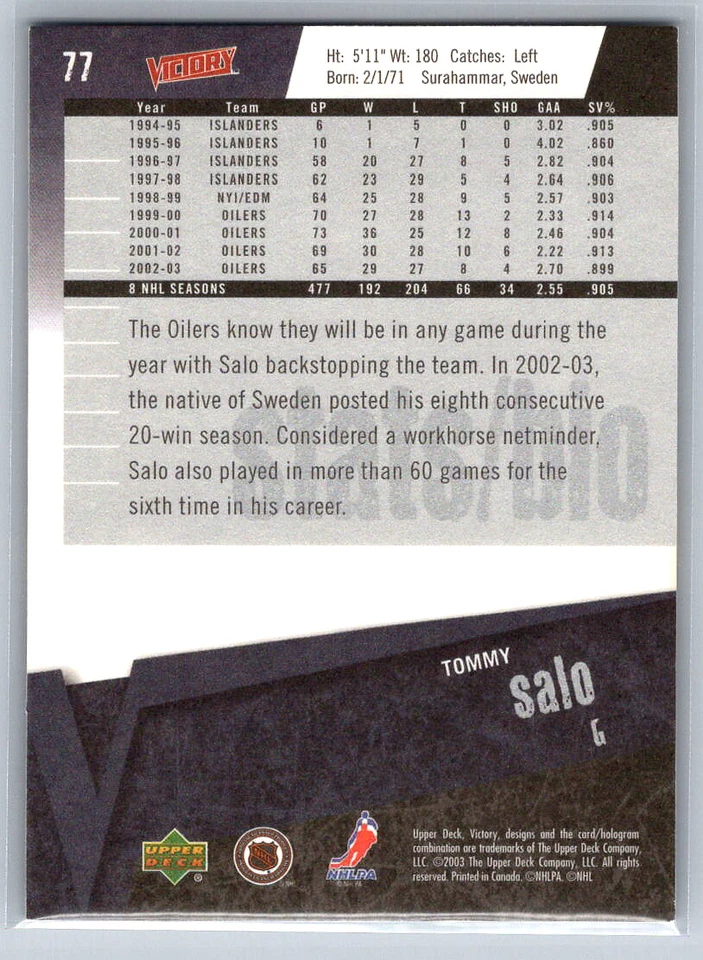 77
VICTORY
Ht: 5'11" Wt: 180 Catches: Left
Born: 2/1/71 Surahammar, Sweden
Year Team GP W L T SHO GAA SV%
1994-95 ISLANDERS 6 1 5 0 0 3.02 .905
1995-96 ISLANDERS 10 1 7 1 0 4.02 .860
1996-97 ISLANDERS 58 20 27 8 5 2.82 .904
1997-98 ISLANDERS 62 23 29 5 4 2.64 .906
1998-99 NYI/EDM 64 25 28 9 5 2.57 .903
1999-00 OILERS 70 27 28 13 2 2.33 .914
2000-01 OILERS 73 36 25 12 8 2.46 .904
2001-02 OILERS 69 30 28 10 6 2.22 .913
2002-03 OILERS 65 29 27 8 4 2.70 .899
8 NHL SEASONS 477 192 204 66 34 2.55 .905
The Oilers know they will be in any game during the
year with Salo backstopping the team. In 2002-03,
the native of Sweden posted his eighth consecutive
20-win season. Considered a workhorse netminder,
Salo also played in more than 60 games for the
sixth time in his career.
stats/bio
TOMMY
salo
G
UPPER
DECK
®
NHL
NHLPA
© NHLPA
Upper Deck, Victory, designs and the card/hologram
combination are trademarks of The Upper Deck Company,
LLC. ©2003 The Upper Deck Company, LLC. All rights
reserved. Printed in Canada. ©NHLPA. ©NHL